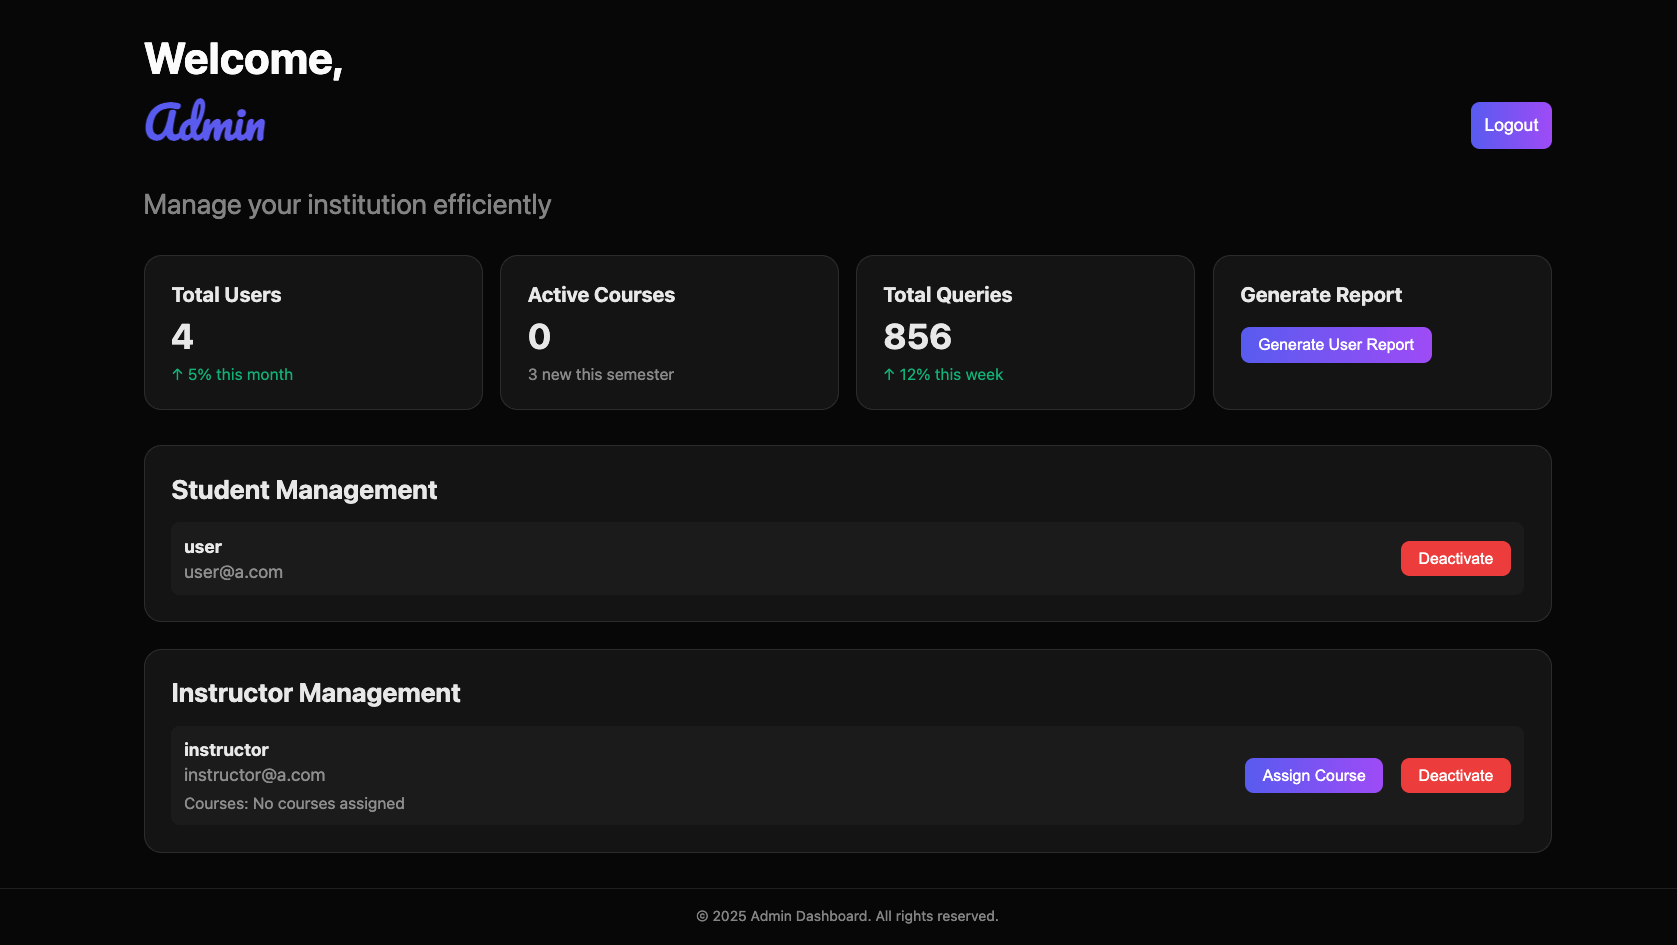 Welcome,
Admin
Logout
Manage your institution efficiently
Total Users
4
↑ 5% this month
Active Courses
0
3 new this semester
Total Queries
856
↑ 12% this week
Generate Report
Generate User Report
Student Management
user
user@a.com
Deactivate
Instructor Management
instructor
instructor@a.com
Courses: No courses assigned
Assign Course
Deactivate
© 2025 Admin Dashboard. All rights reserved.